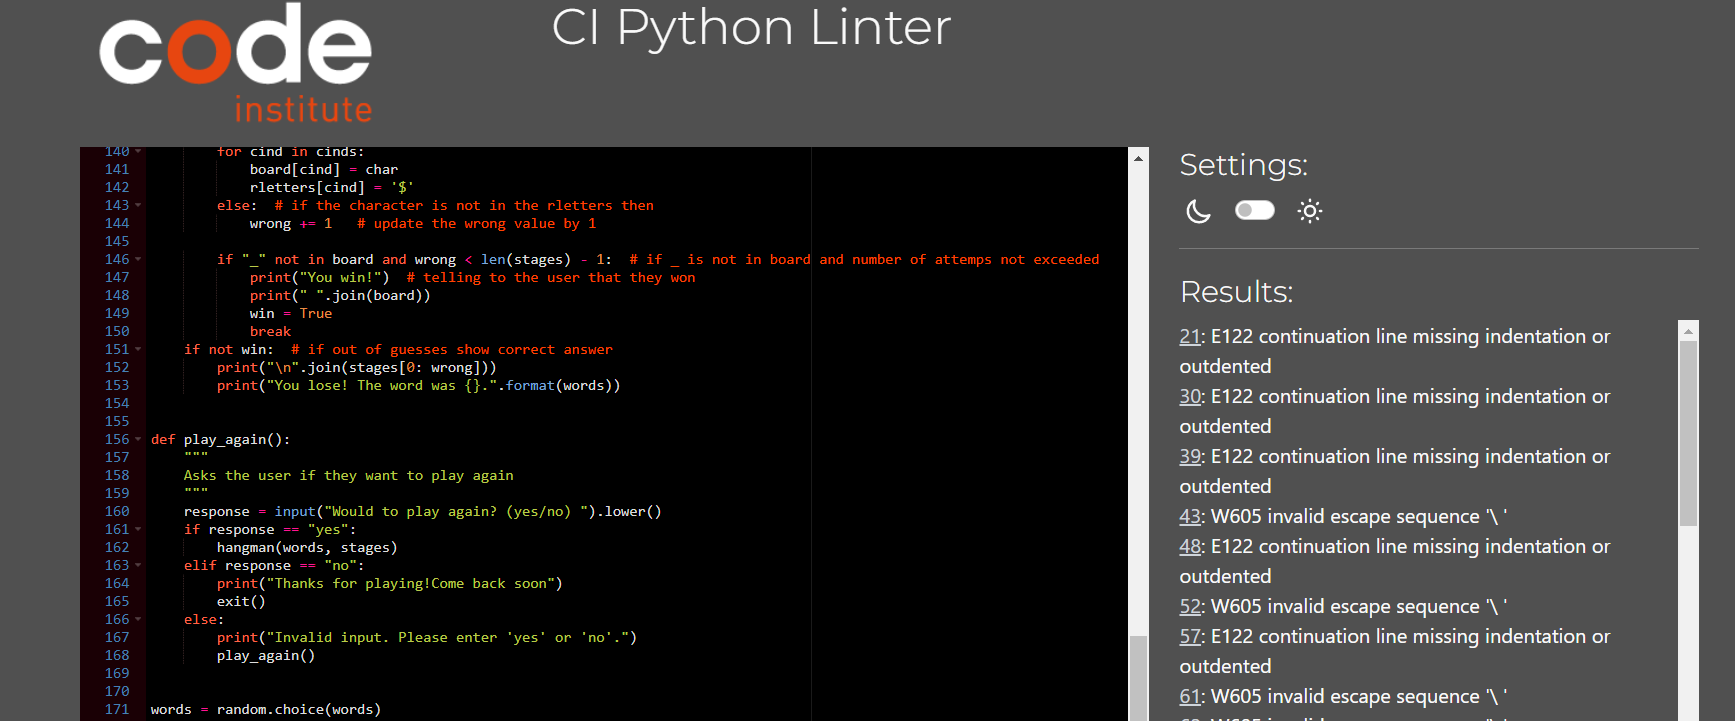 code
institute
CI Python Linter
140 for cind in cinds:
141 board[cind] = char
142 rletters[cind] = '$'
143 else:  # if the character is not in the rletters then
144 wrong += 1   # update the wrong value by 1
145
146 if "_" not in board and wrong < len(stages) - 1:  # if _ is not in board and number of attemps not exceeded
147 print("You win!")  # telling to the user that they won
148 print(" ".join(board))
149 win = True
150 break
151 if not win:  # if out of guesses show correct answer
152 print("\n".join(stages[0: wrong]))
153 print("You lose! The word was {}.".format(words))
154
155
156 def play_again():
157 """
158 Asks the user if they want to play again
159 """
160 response = input("Would to play again? (yes/no) ").lower()
161 if response == "yes":
162 hangman(words, stages)
163 elif response == "no":
164 print("Thanks for playing!Come back soon")
165 exit()
166 else:
167 print("Invalid input. Please enter 'yes' or 'no'.")
168 play_again()
169
170
171 words = random.choice(words)
Settings:
Results:
21: E122 continuation line missing indentation or
outdented
30: E122 continuation line missing indentation or
outdented
39: E122 continuation line missing indentation or
outdented
43: W605 invalid escape sequence '\ '
48: E122 continuation line missing indentation or
outdented
52: W605 invalid escape sequence '\ '
57: E122 continuation line missing indentation or
outdented
61: W605 invalid escape sequence '\ '